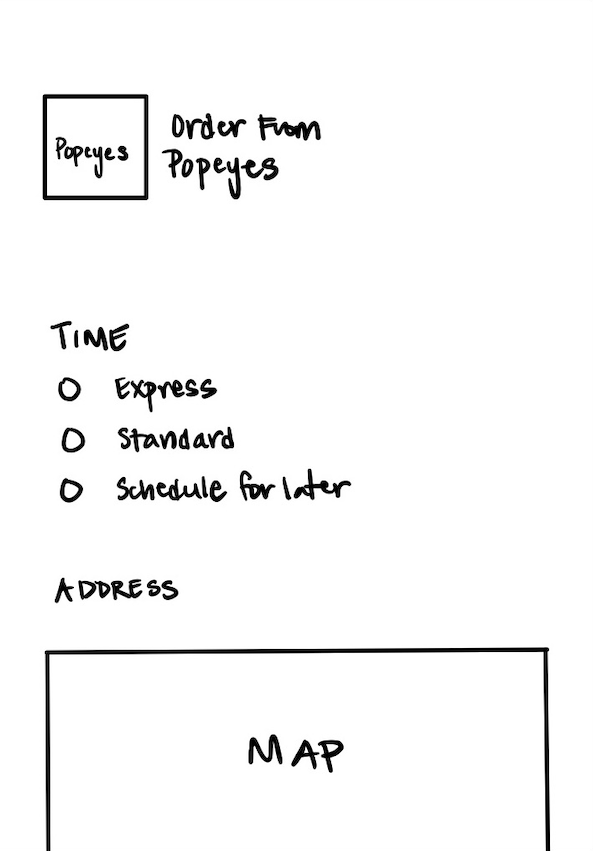 Popeyes
Order From
Popeyes
TIME
Express
Standard
Schedule for later
ADDRESS
MAP